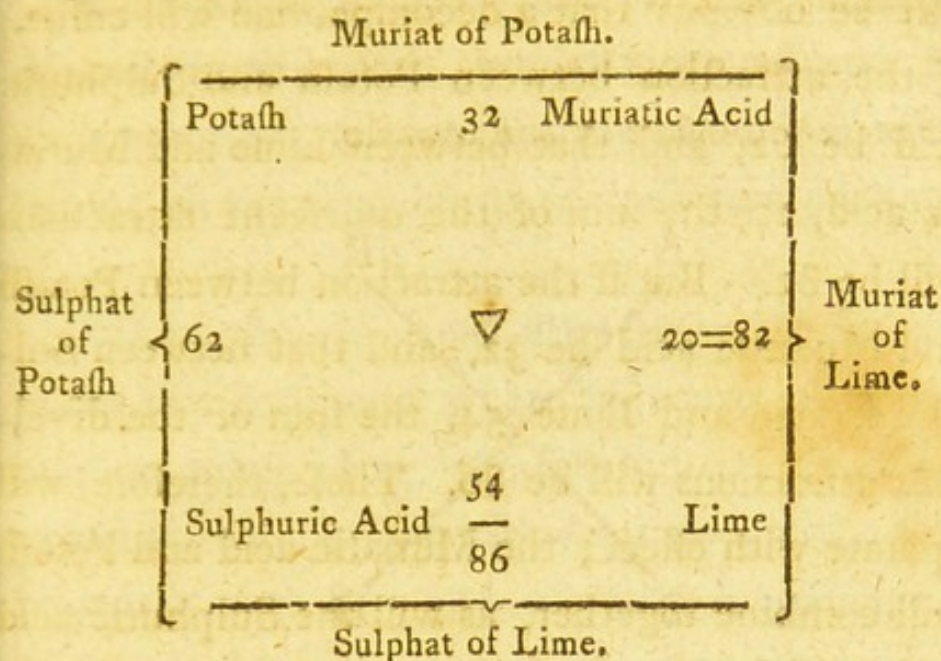 Muriat of Potaſh.
Potaſh 32 Muriatic Acid
Sulphat
of
Potaſh
62
20=82
Muriat
of
Lime.
54
Sulphuric Acid — Lime
86
Sulphat of Lime.